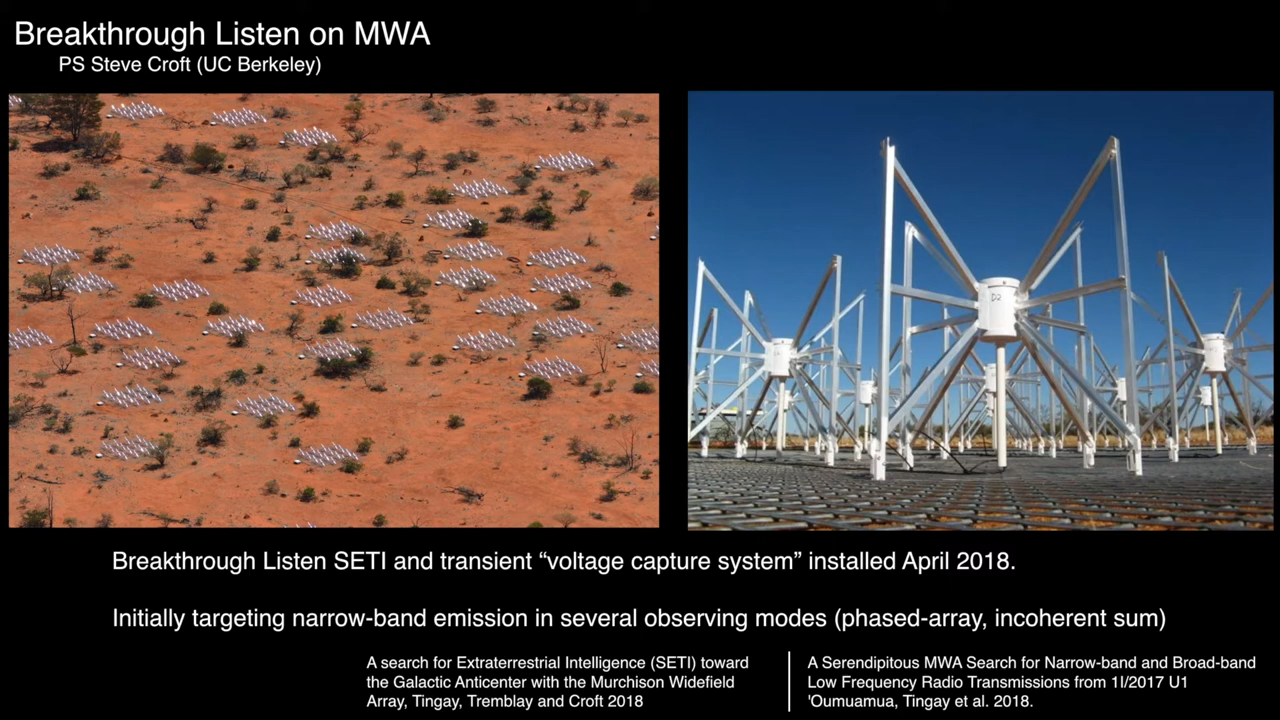 Breakthrough Listen on MWA
PS Steve Croft (UC Berkeley)
D2
Breakthrough Listen SETI and transient “voltage capture system” installed April 2018.
Initially targeting narrow-band emission in several observing modes (phased-array, incoherent sum)
A search for Extraterrestrial Intelligence (SETI) toward
the Galactic Anticenter with the Murchison Widefield
Array, Tingay, Tremblay and Croft 2018
A Serendipitous MWA Search for Narrow-band and Broad-band
Low Frequency Radio Transmissions from 1I/2017 U1
'Oumuamua, Tingay et al. 2018.